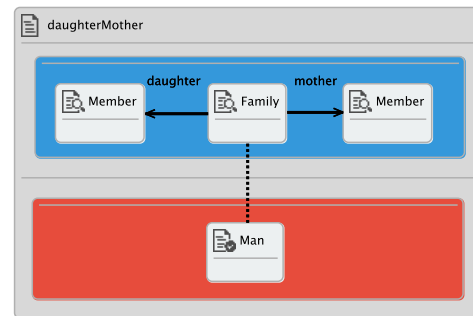 daughterMother
daughter
mother
Member
Family
Member
Man